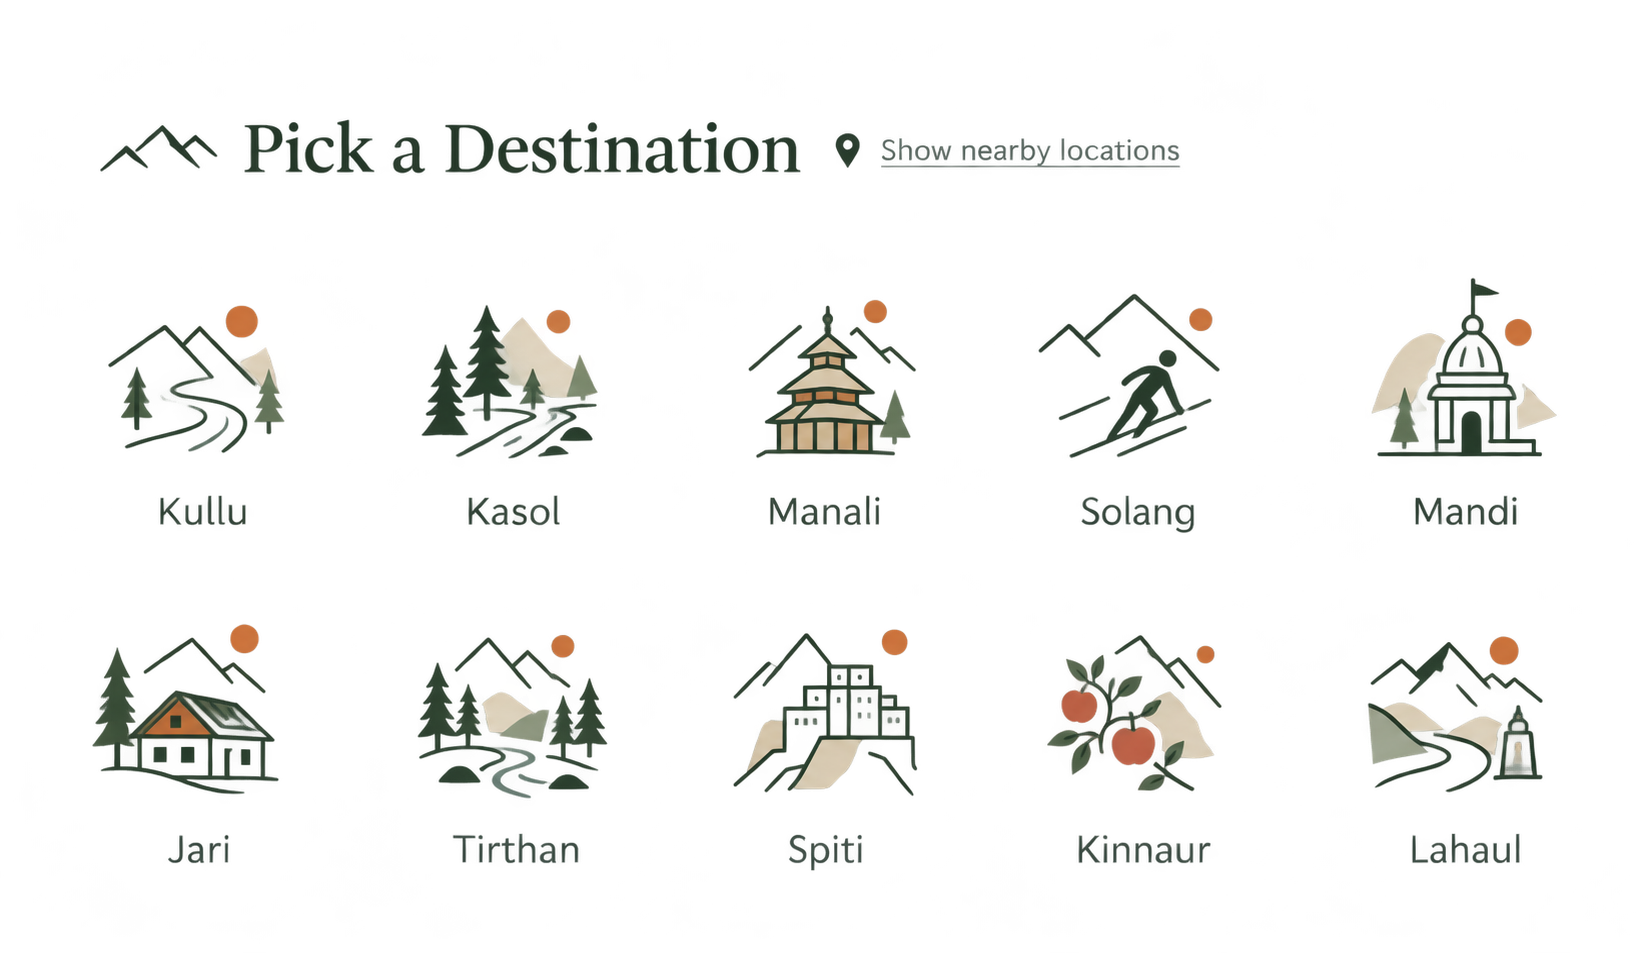 Pick a Destination
Show nearby locations
Kullu
Kasol
Manali
Solang
Mandi
Jari
Tirthan
Spiti
Kinnaur
Lahaul